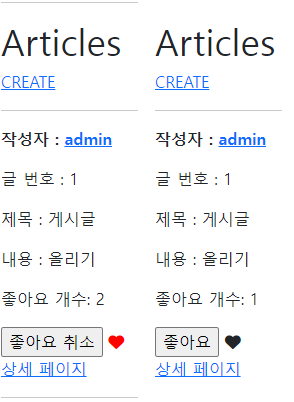 Articles
CREATE
작성자 : admin
글 번호 : 1
제목 : 게시글
내용 : 올리기
좋아요 개수: 2
좋아요 취소
상세 페이지
Articles
CREATE
작성자 : admin
글 번호 : 1
제목 : 게시글
내용 : 올리기
좋아요 개수: 1
좋아요
상세 페이지